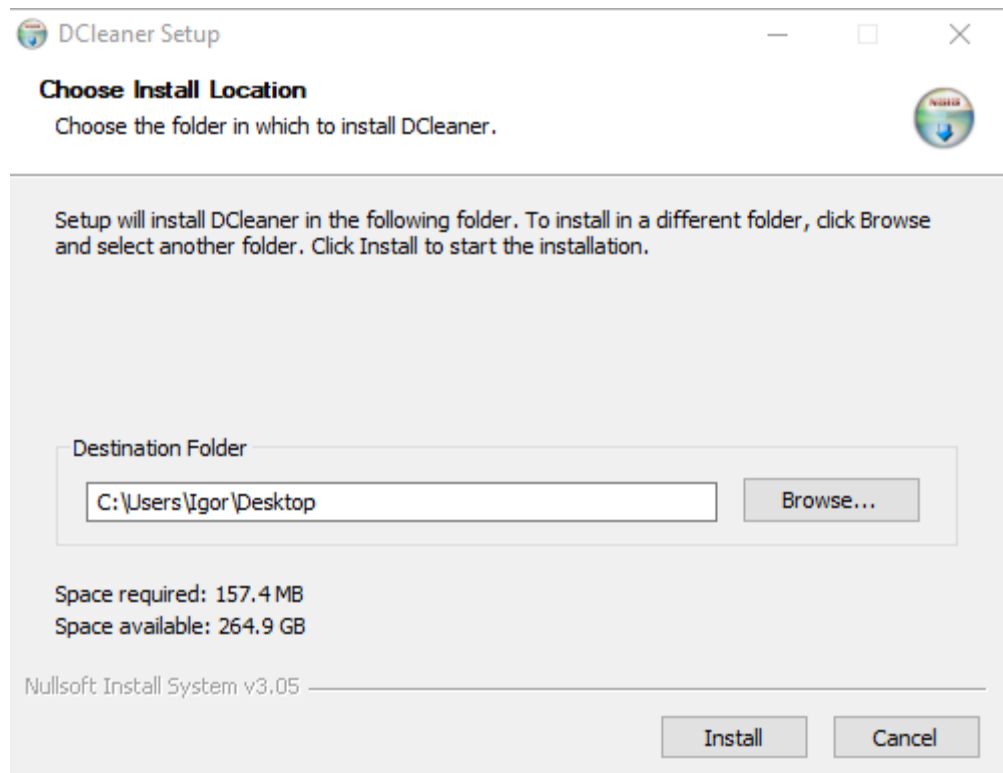 DCleaner Setup
Choose Install Location
Choose the folder in which to install DCleaner.
Setup will install DCleaner in the following folder. To install in a different folder, click Browse
and select another folder. Click Install to start the installation.
Destination Folder
C:\Users\Igor\Desktop
Browse...
Space required: 157.4 MB
Space available: 264.9 GB
Nullsoft Install System v3.05
Install
Cancel